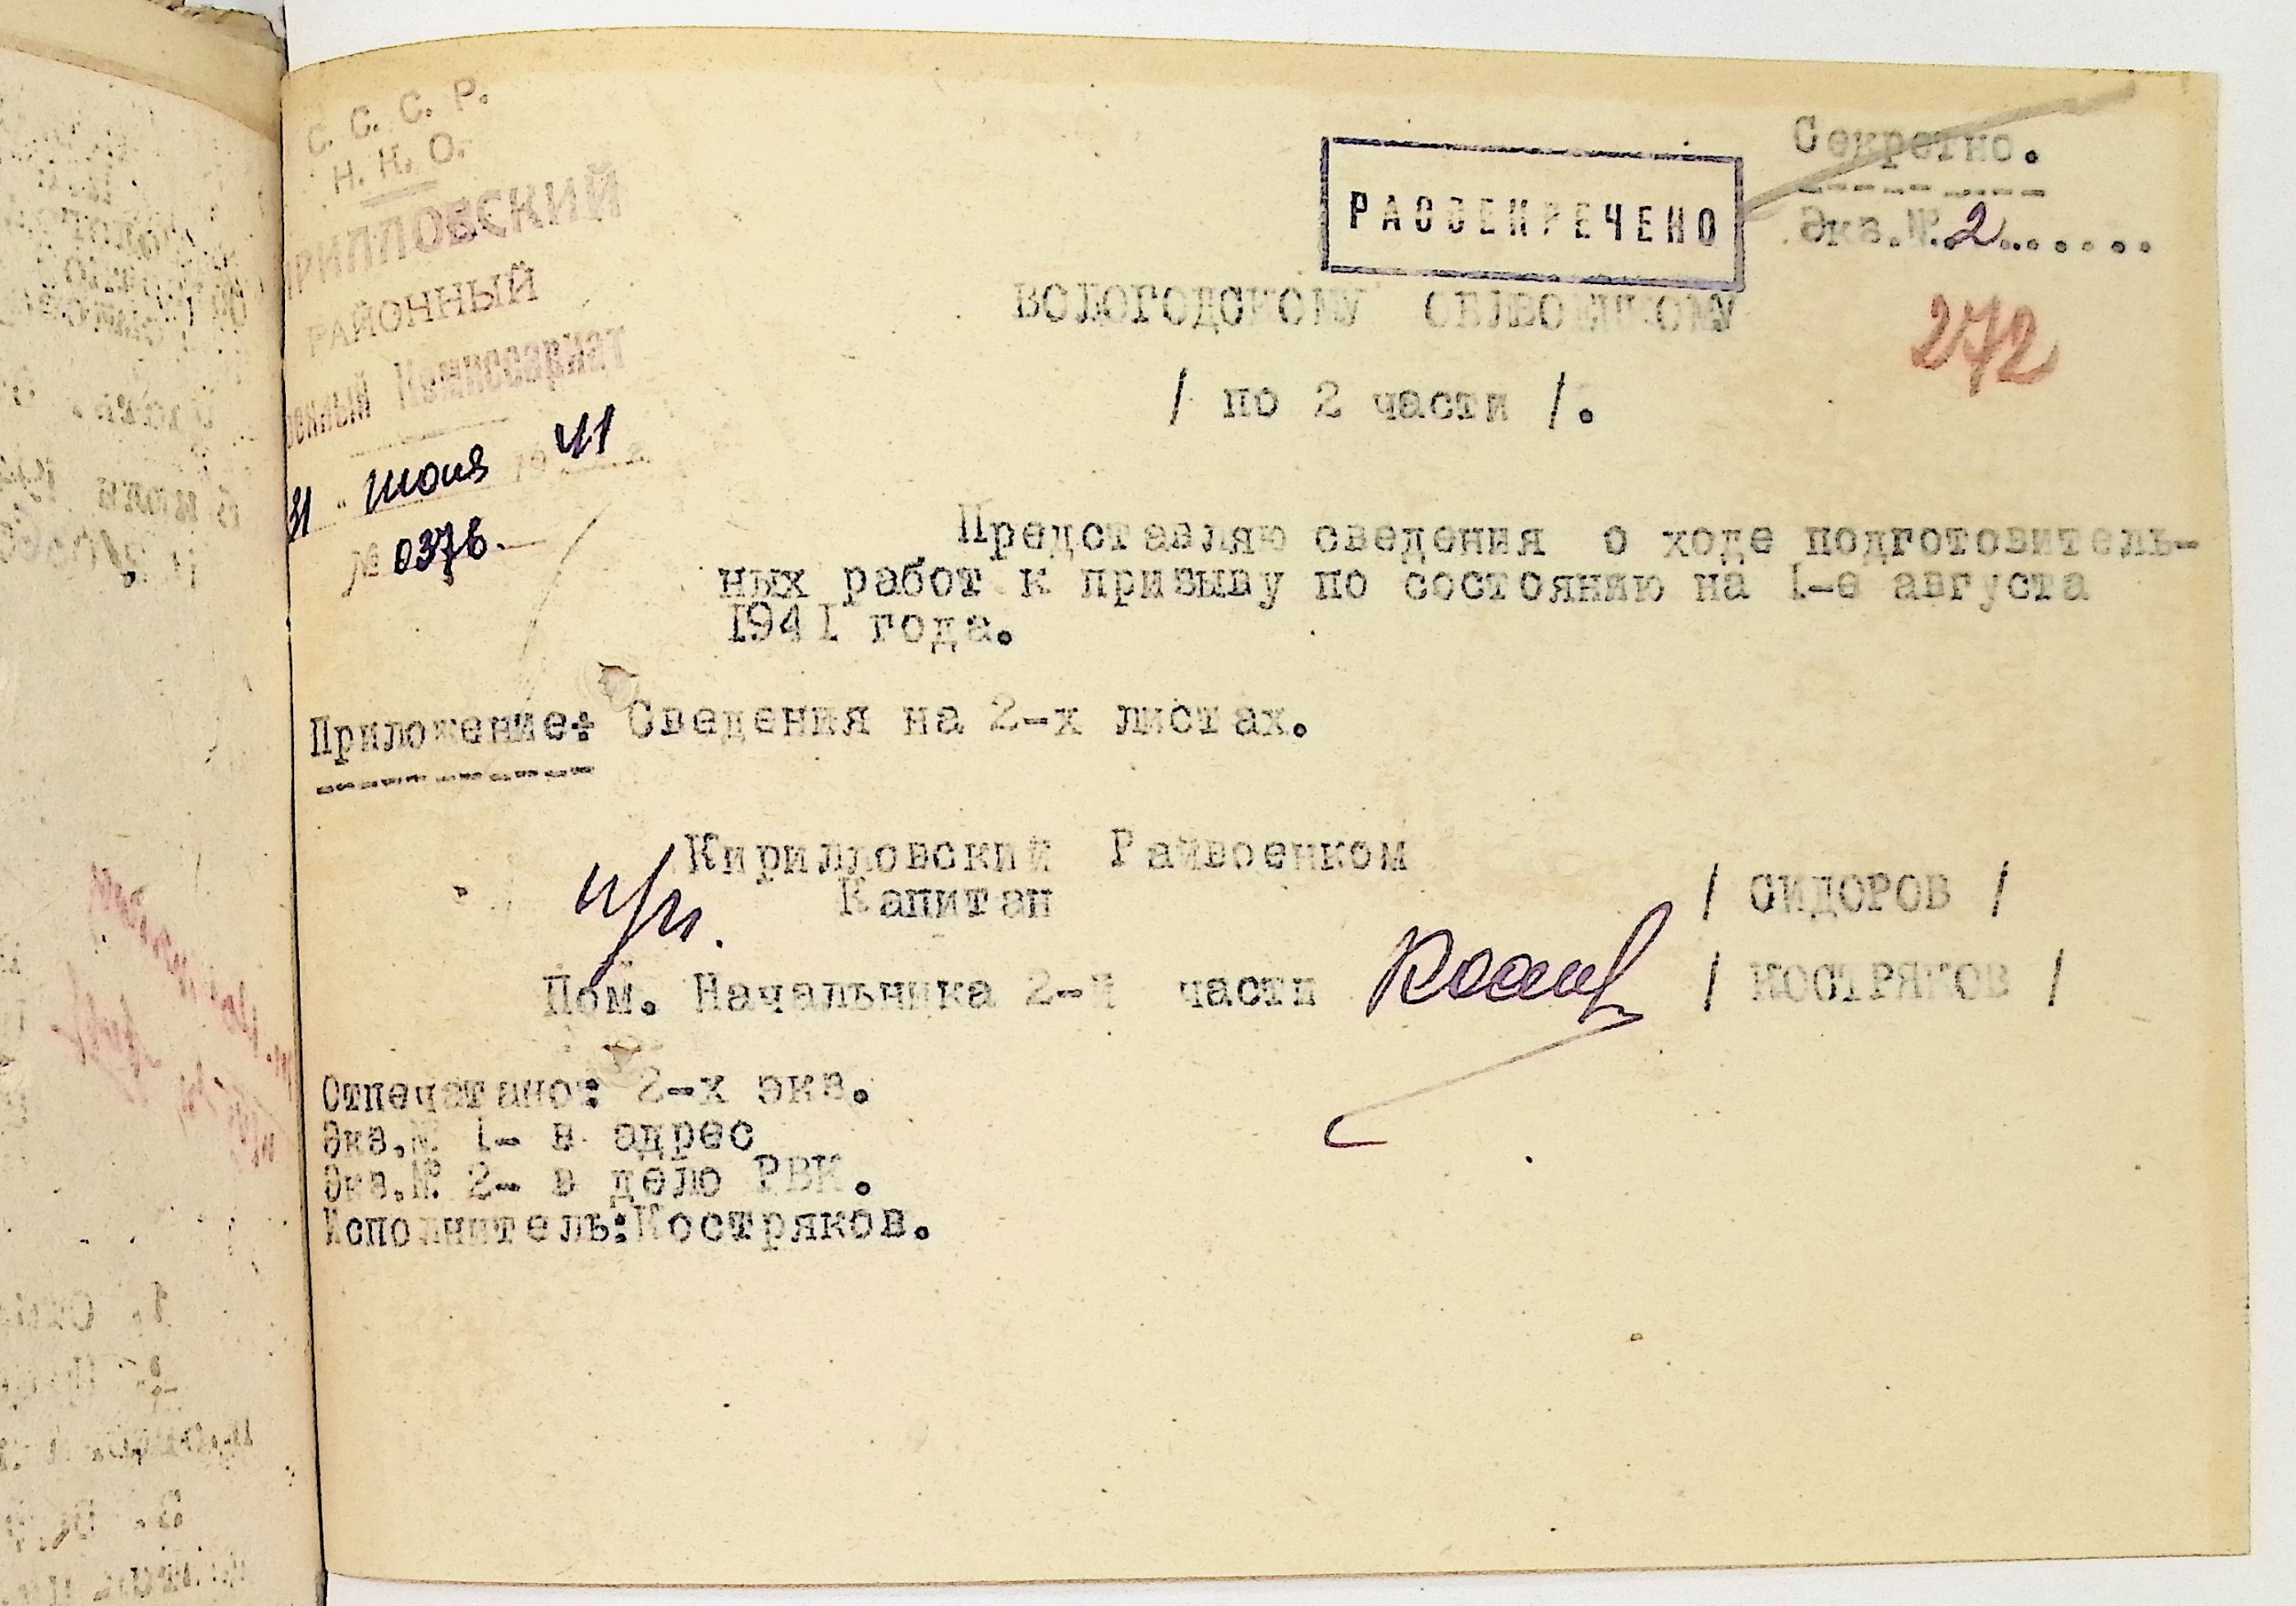 С. С. С. Р.
Н. К. О.
РИЛЛОВСКИЙ
РАЙОННЫЙ
оенный Комиссариат
31 " июля 1941 г.
№ 0376.
РАССЕКРЕЧЕНО
Секретно.
Экз.№.2......
272
ВОЛОГОДСКОМУ ОБЛВОЕНКОМУ
/ по 2 части /.
Представляю сведения о ходе подготовитель-
ных работ к призыву по состоянию на 1-е августа
1941 года.
Приложение: Сведения на 2-х листах.
Кирилловский Райвоенком
Капитан / СИДОРОВ /
Пом. Начальника 2-й части / КОСТРЯКОВ /
Отпечатано: 2-х экз.
Экз.№ 1- в адрес
Экз.№ 2- в дело РВК.
Исполнитель:Костряков.